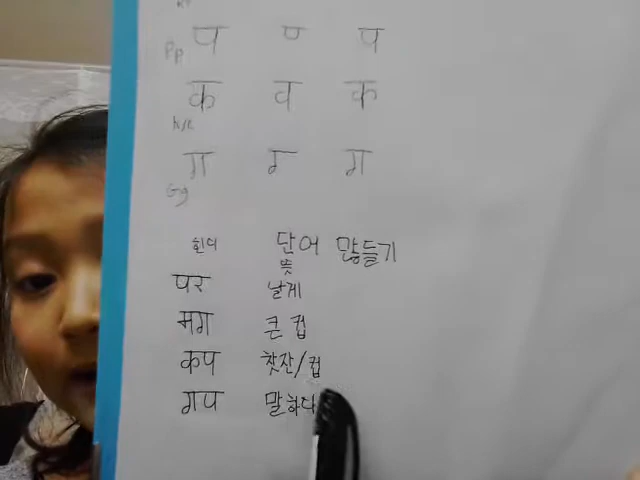 Pp प ㅁ प
k/c क व क
Gg ग ग
힌디 단어 만들기
뜻
पर 날게
मग 큰 컵
कप 찻잔/컵
गप 말하다